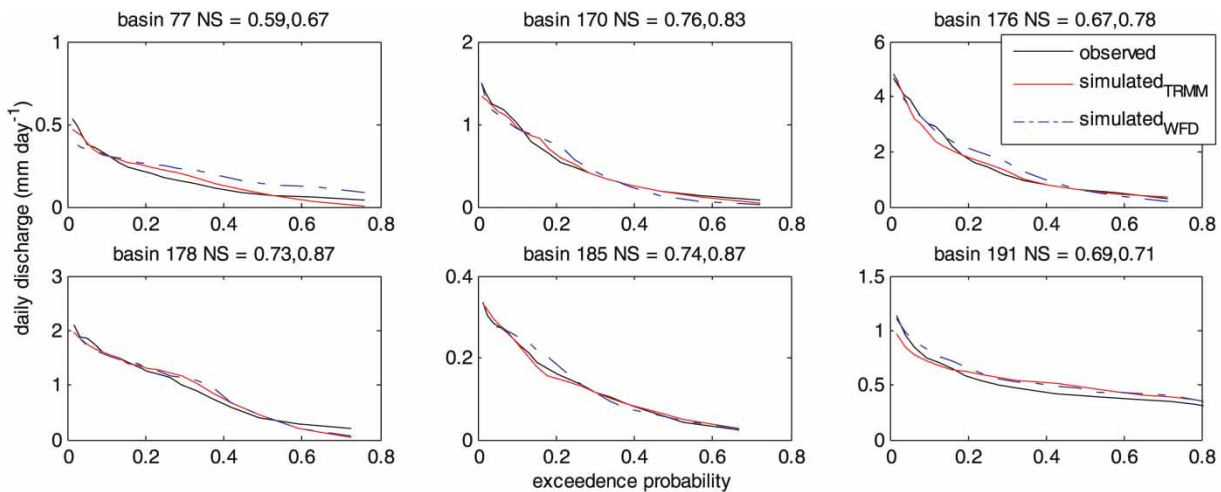 basin 77 NS = 0.59,0.67
1
0.5
0
0 0.2 0.4 0.6 0.8
basin 170 NS = 0.76,0.83
2
1.5
1
0.5
0
0 0.2 0.4 0.6 0.8
basin 176 NS = 0.67,0.78
6
4
2
0
0 0.2 0.4 0.6 0.8
observed
simulated_TRMM
simulated_WFD
daily discharge (mm day⁻¹)
basin 178 NS = 0.73,0.87
3
2
1
0
0 0.2 0.4 0.6 0.8
basin 185 NS = 0.74,0.87
0.4
0.2
0
0 0.2 0.4 0.6 0.8
basin 191 NS = 0.69,0.71
1.5
1
0.5
0
0 0.2 0.4 0.6 0.8
exceedence probability